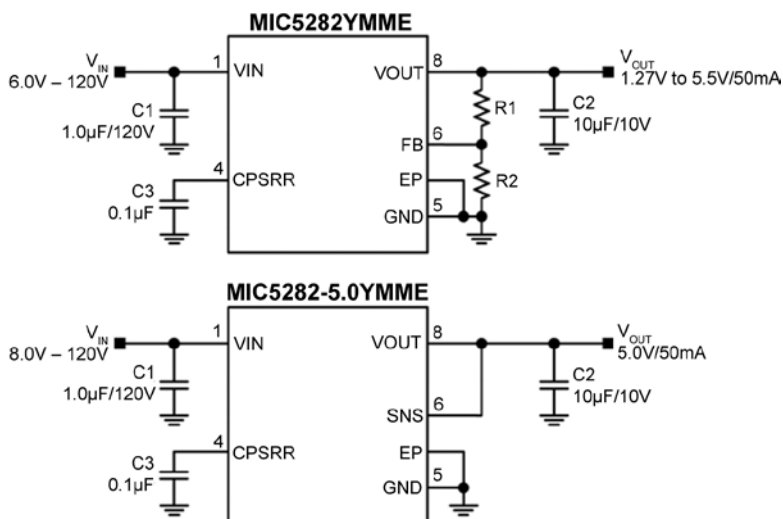 MIC5282YMME
VIN
6.0V – 120V
1
VIN
C1
1.0µF/120V
4
CPSRR
C3
0.1µF
VOUT
8
VOUT
1.27V to 5.5V/50mA
R1
C2
10µF/10V
FB
6
EP
R2
GND
5
MIC5282-5.0YMME
VIN
8.0V – 120V
1
VIN
C1
1.0µF/120V
4
CPSRR
C3
0.1µF
VOUT
8
VOUT
5.0V/50mA
C2
10µF/10V
SNS
6
EP
GND
5